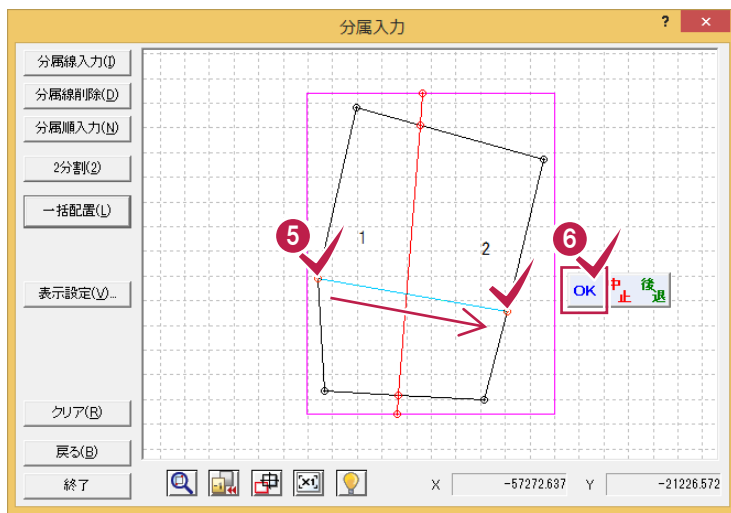 分属入力
?
×
分属線入力(I)
分属線削除(D)
分属順入力(N)
2分割(2)
一括配置(L)
表示設定(V)...
クリア(R)
戻る(B)
終了
5
1
2
6
OK
中止
後退
X
-57272.637
Y
-21226.572